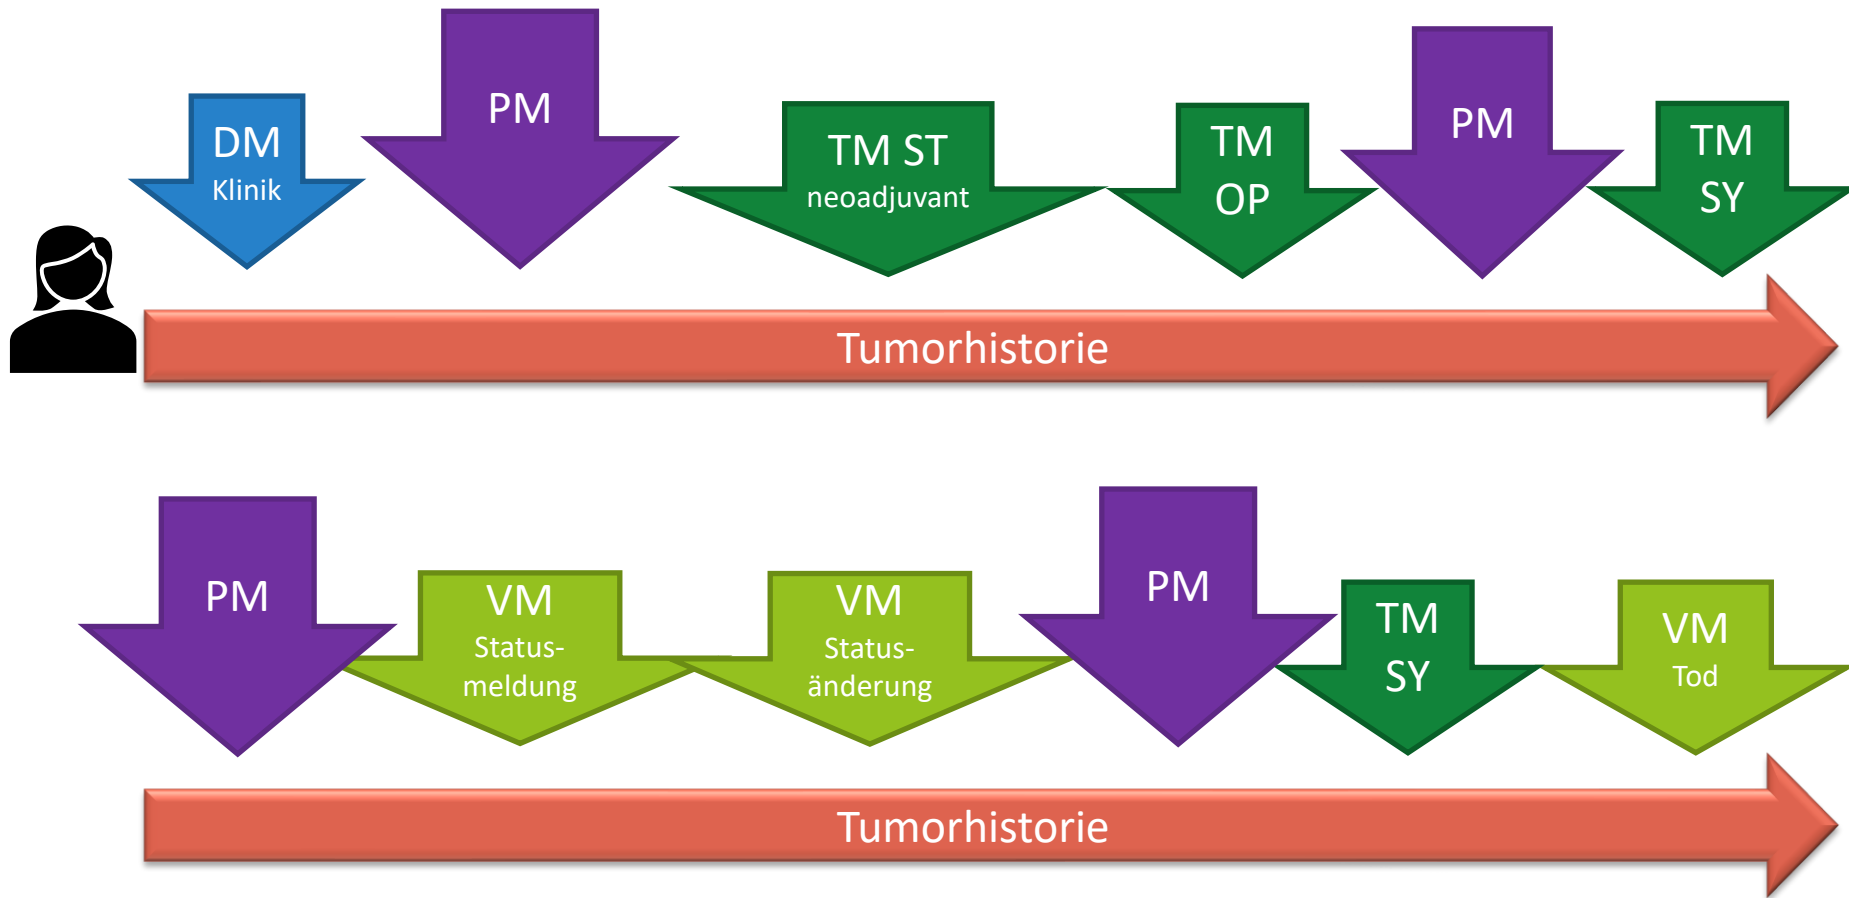 DM
Klinik
PM
TM ST
neoadjuvant
TM
OP
PM
TM
SY
Tumorhistorie
PM
VM
Status-
meldung
VM
Status-
änderung
PM
TM
SY
VM
Tod
Tumorhistorie